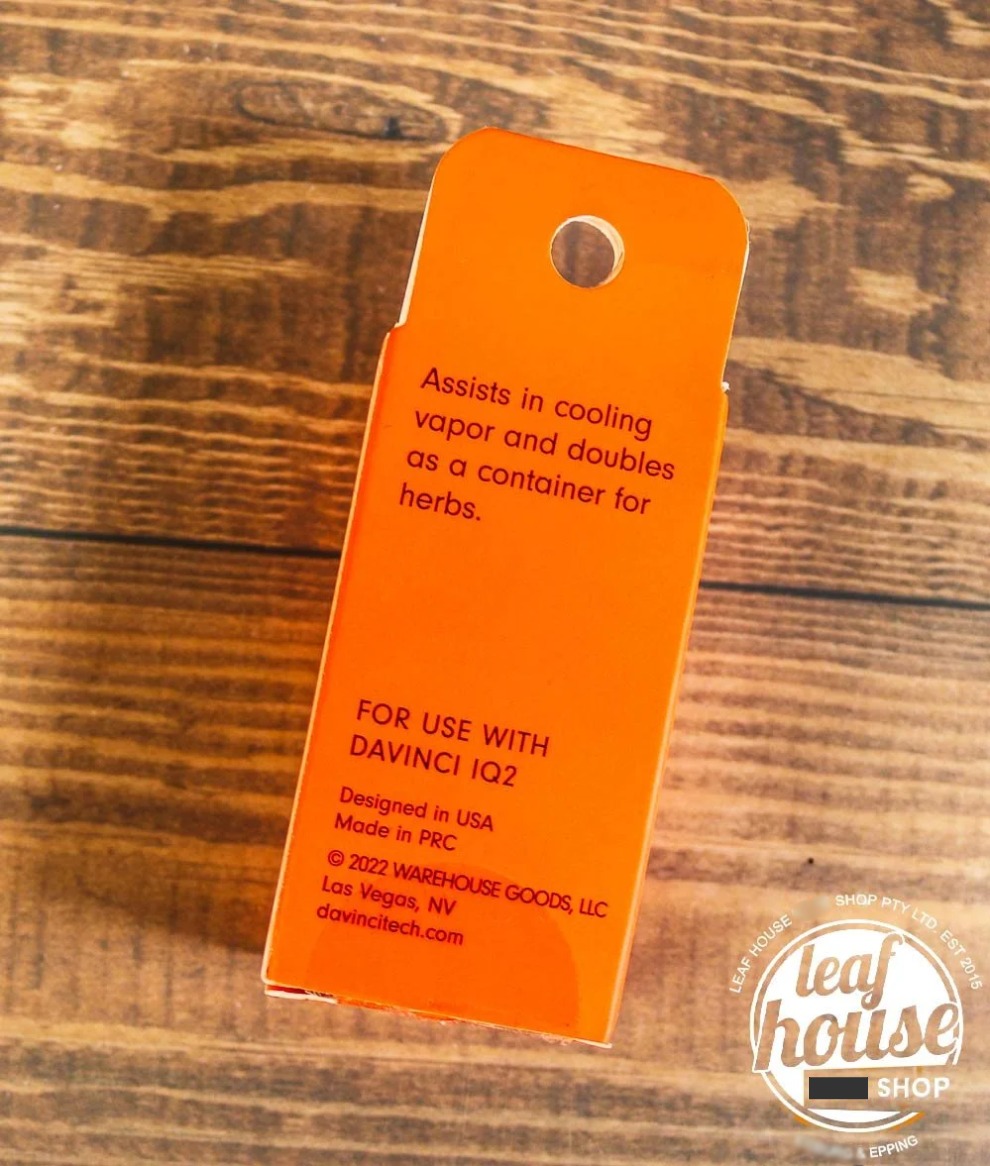 Assists in cooling
vapor and doubles
as a container for
herbs.
FOR USE WITH
DAVINCI IQ2
Designed in USA
Made in PRC
© 2022 WAREHOUSE GOODS, LLC
Las Vegas, NV
davincitech.com
LEAF HOUSE SHOP PTY LTD. EST 2015
leaf
house
SHOP
EPPING